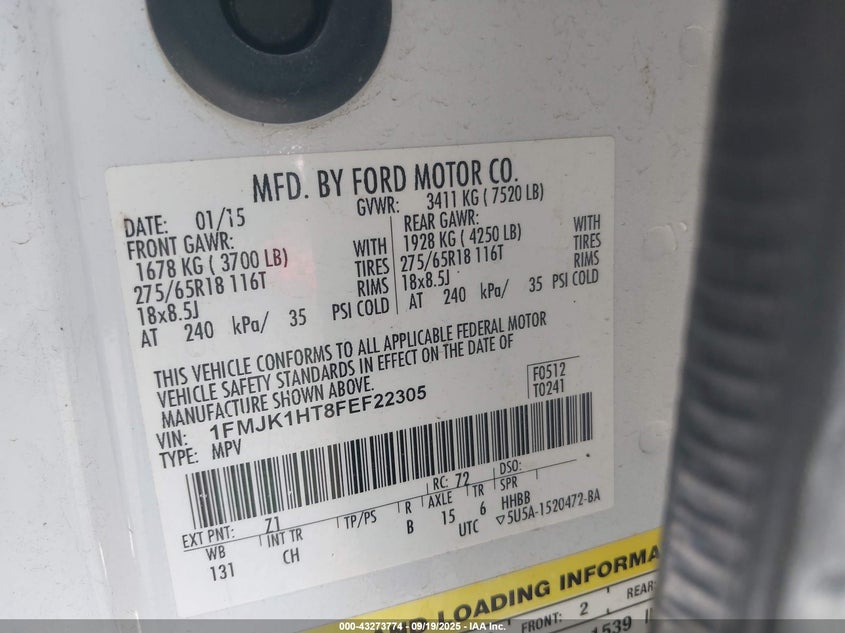 MFD. BY FORD MOTOR CO.
DATE: 01/15 GVWR: 3411 KG ( 7520 LB)
FRONT GAWR: REAR GAWR:
1678 KG ( 3700 LB) WITH 1928 KG ( 4250 LB) WITH
275/65R18 116T TIRES 275/65R18 116T TIRES
18x8.5J RIMS 18x8.5J RIMS
AT 240 kPa/ 35 PSI COLD AT 240 kPa/ 35 PSI COLD
THIS VEHICLE CONFORMS TO ALL APPLICABLE FEDERAL MOTOR
VEHICLE SAFETY STANDARDS IN EFFECT ON THE DATE OF
MANUFACTURE SHOWN ABOVE.
F0512
T0241
VIN: 1FMJK1HT8FEF22305
TYPE: MPV
EXT PNT: Z1 RC: 72 DSO:
WB INT TR TP/PS R AXLE TR SPR
131 CH B 15 6 HHBB
UTC ▽5U5A-1520472-BA
LOADING INFORMA
FRONT: 2 REAR
1539
000-43273774 - 09/19/2025 - IAA Inc.